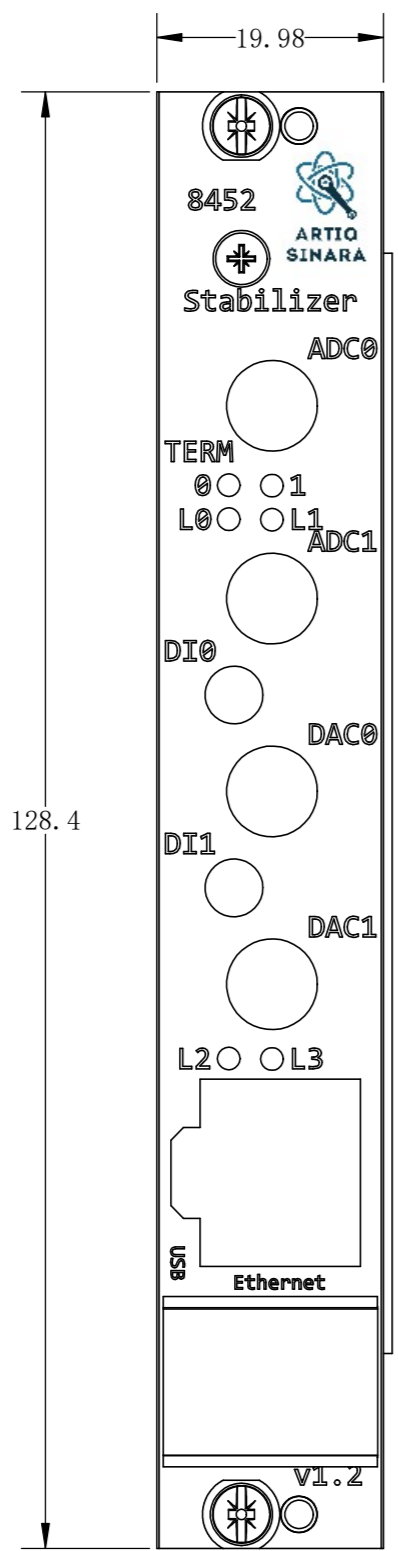 19.98
8452
ARTIQ
SINARA
Stabilizer
ADC0
TERM
0 1
L0 L1
ADC1
DI0
DAC0
128.4
DI1
DAC1
L2 L3
USB
Ethernet
v1.2